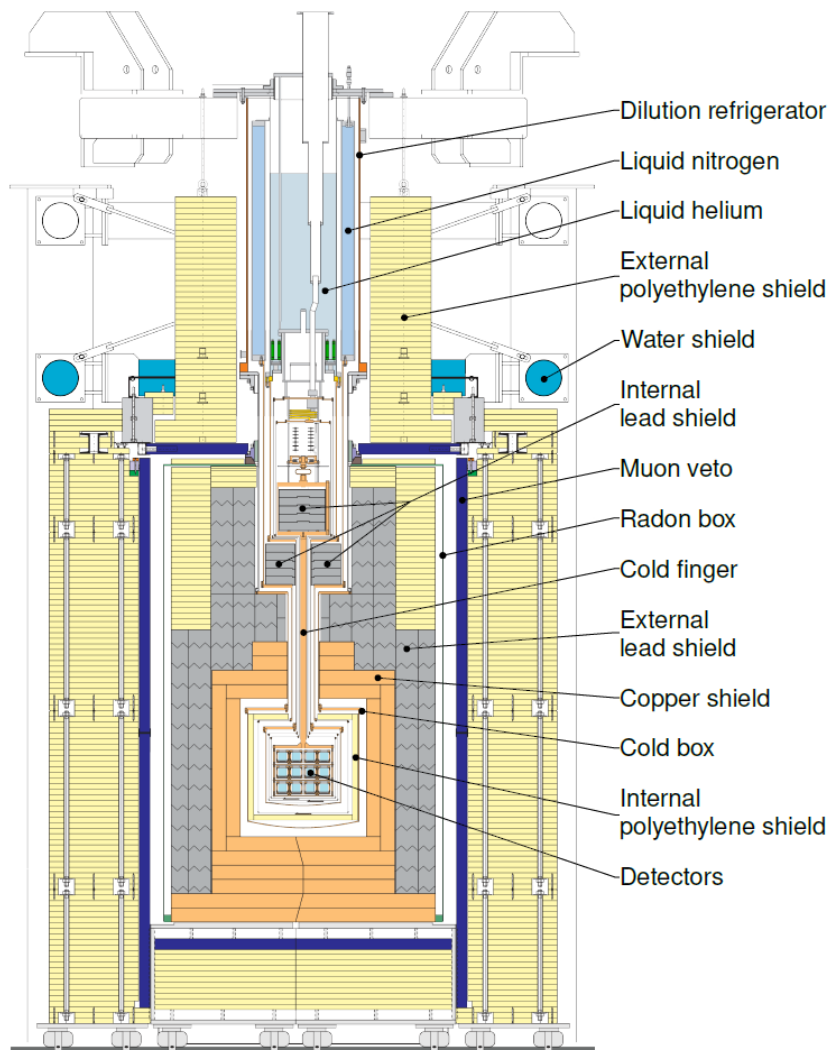 Dilution refrigerator
Liquid nitrogen
Liquid helium
External
polyethylene shield
Water shield
Internal
lead shield
Muon veto
Radon box
Cold finger
External
lead shield
Copper shield
Cold box
Internal
polyethylene shield
Detectors